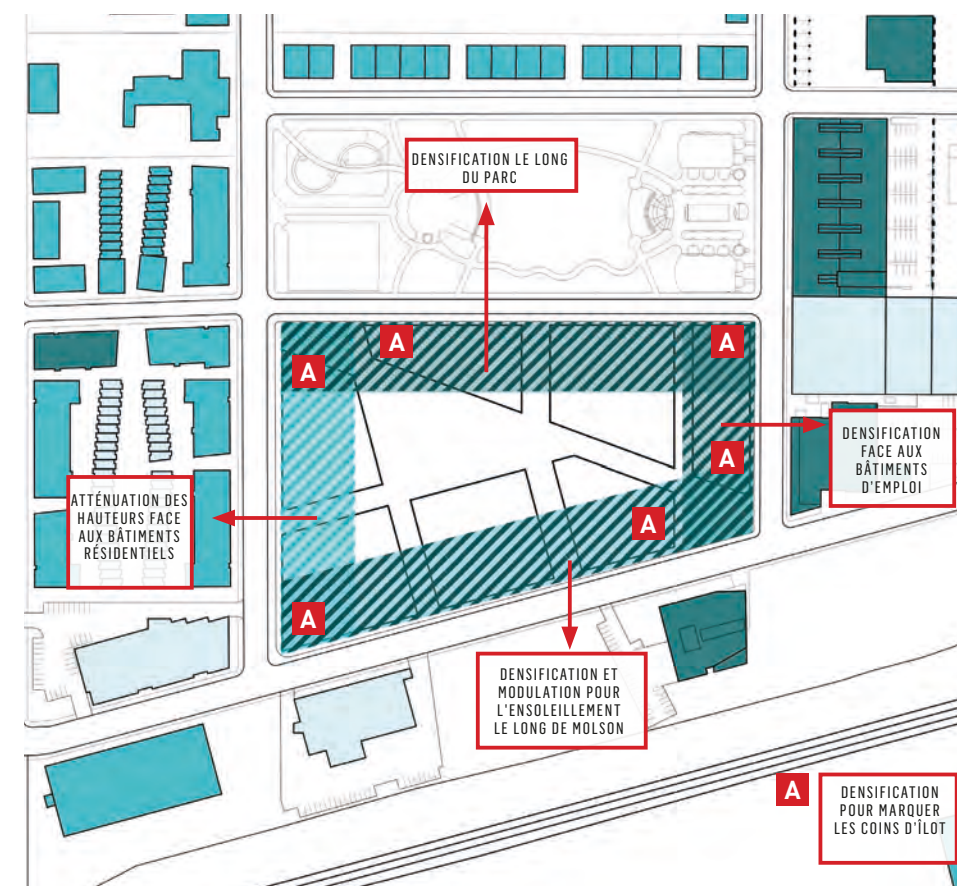 DENSIFICATION LE LONG
DU PARC
A
A
A
A
A
A
DENSIFICATION
FACE AUX
BÂTIMENTS
D'EMPLOI
ATTÉNUATION DES
HAUTEURS FACE
AUX BÂTIMENTS
RÉSIDENTIELS
DENSIFICATION ET
MODULATION POUR
L'ENSOLEILLEMENT
LE LONG DE MOLSON
A
DENSIFICATION
POUR MARQUER
LES COINS D'ÎLOT